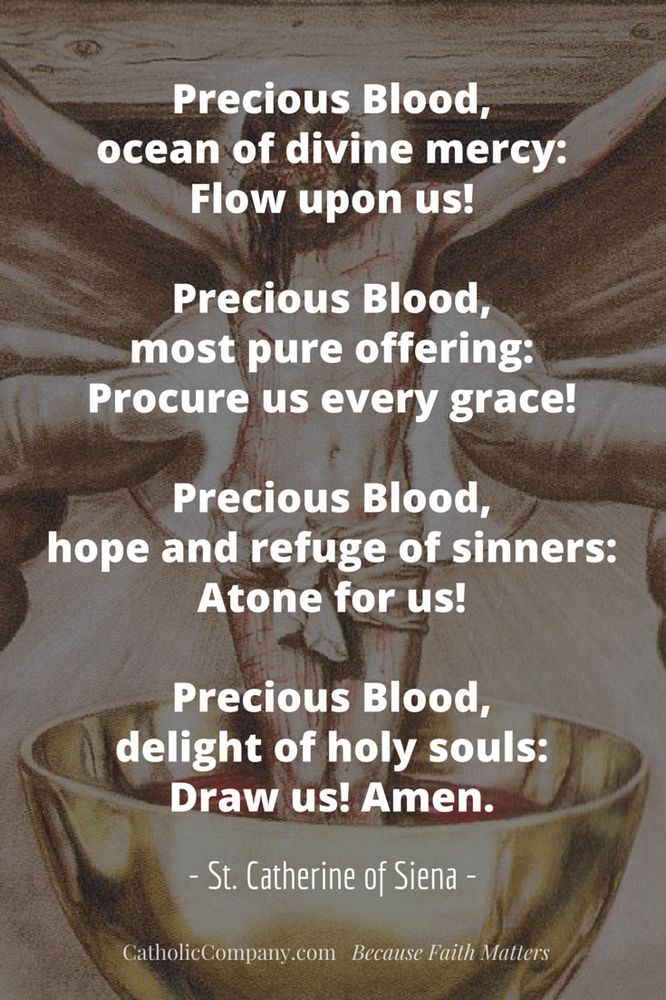 Precious Blood,
ocean of divine mercy:
Flow upon us!
Precious Blood,
most pure offering:
Procure us every grace!
Precious Blood,
hope and refuge of sinners:
Atone for us!
Precious Blood,
delight of holy souls:
Draw us! Amen.
- St. Catherine of Siena -
CatholicCompany.com Because Faith Matters